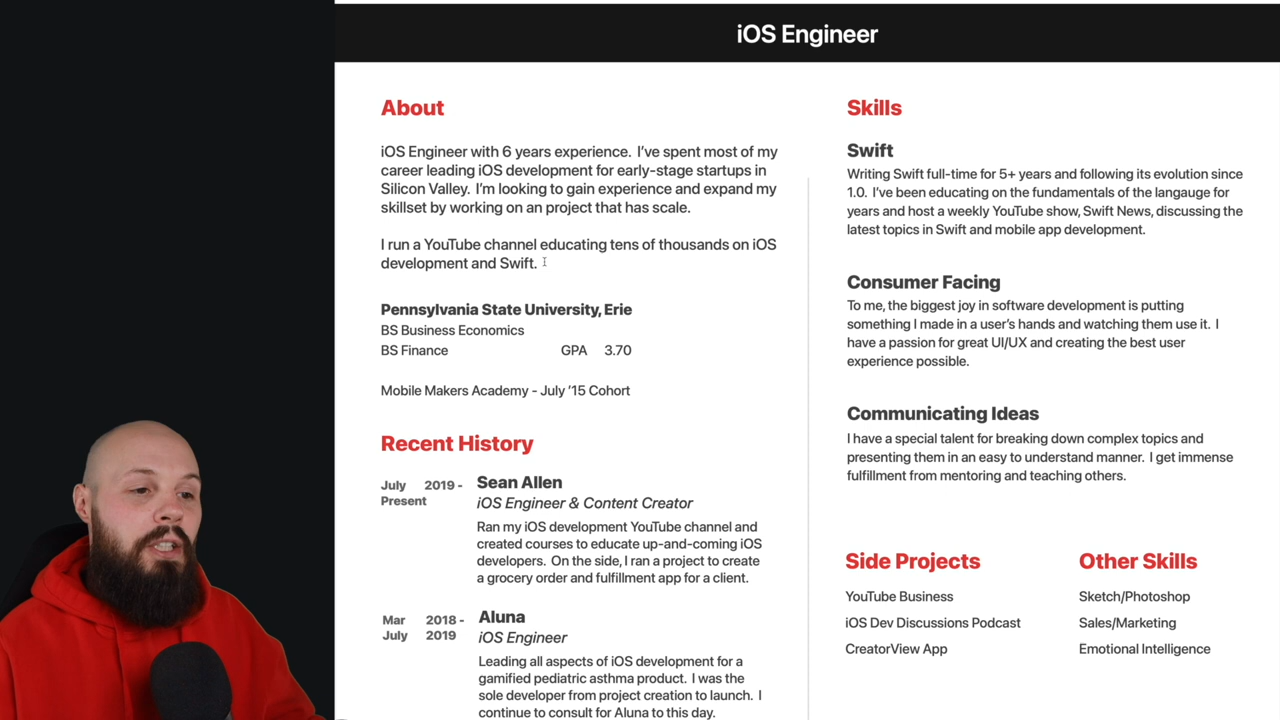 iOS Engineer
About
iOS Engineer with 6 years experience. I've spent most of my
career leading iOS development for early-stage startups in
Silicon Valley. I'm looking to gain experience and expand my
skillset by working on an project that has scale.
I run a YouTube channel educating tens of thousands on iOS
development and Swift.
Pennsylvania State University, Erie
BS Business Economics
BS Finance GPA 3.70
Mobile Makers Academy - July '15 Cohort
Recent History
July 2019 -
Present
Sean Allen
iOS Engineer & Content Creator
Ran my iOS development YouTube channel and
created courses to educate up-and-coming iOS
developers. On the side, I ran a project to create
a grocery order and fulfillment app for a client.
Mar 2018 -
July 2019
Aluna
iOS Engineer
Leading all aspects of iOS development for a
gamified pediatric asthma product. I was the
sole developer from project creation to launch. I
continue to consult for Aluna to this day.
Skills
Swift
Writing Swift full-time for 5+ years and following its evolution since
1.0. I've been educating on the fundamentals of the langauge for
years and host a weekly YouTube show, Swift News, discussing the
latest topics in Swift and mobile app development.
Consumer Facing
To me, the biggest joy in software development is putting
something I made in a user's hands and watching them use it. I
have a passion for great UI/UX and creating the best user
experience possible.
Communicating Ideas
I have a special talent for breaking down complex topics and
presenting them in an easy to understand manner. I get immense
fulfillment from mentoring and teaching others.
Side Projects
YouTube Business
iOS Dev Discussions Podcast
CreatorView App
Other Skills
Sketch/Photoshop
Sales/Marketing
Emotional Intelligence